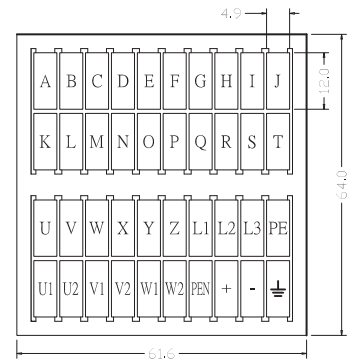 4.9
A B C D E F G H I J
12.0
K L M N O P Q R S T
64.0
U V W X Y Z L1 L2 L3 PE
U1 U2 V1 V2 W1 W2 PEN + - ⏚
61.6